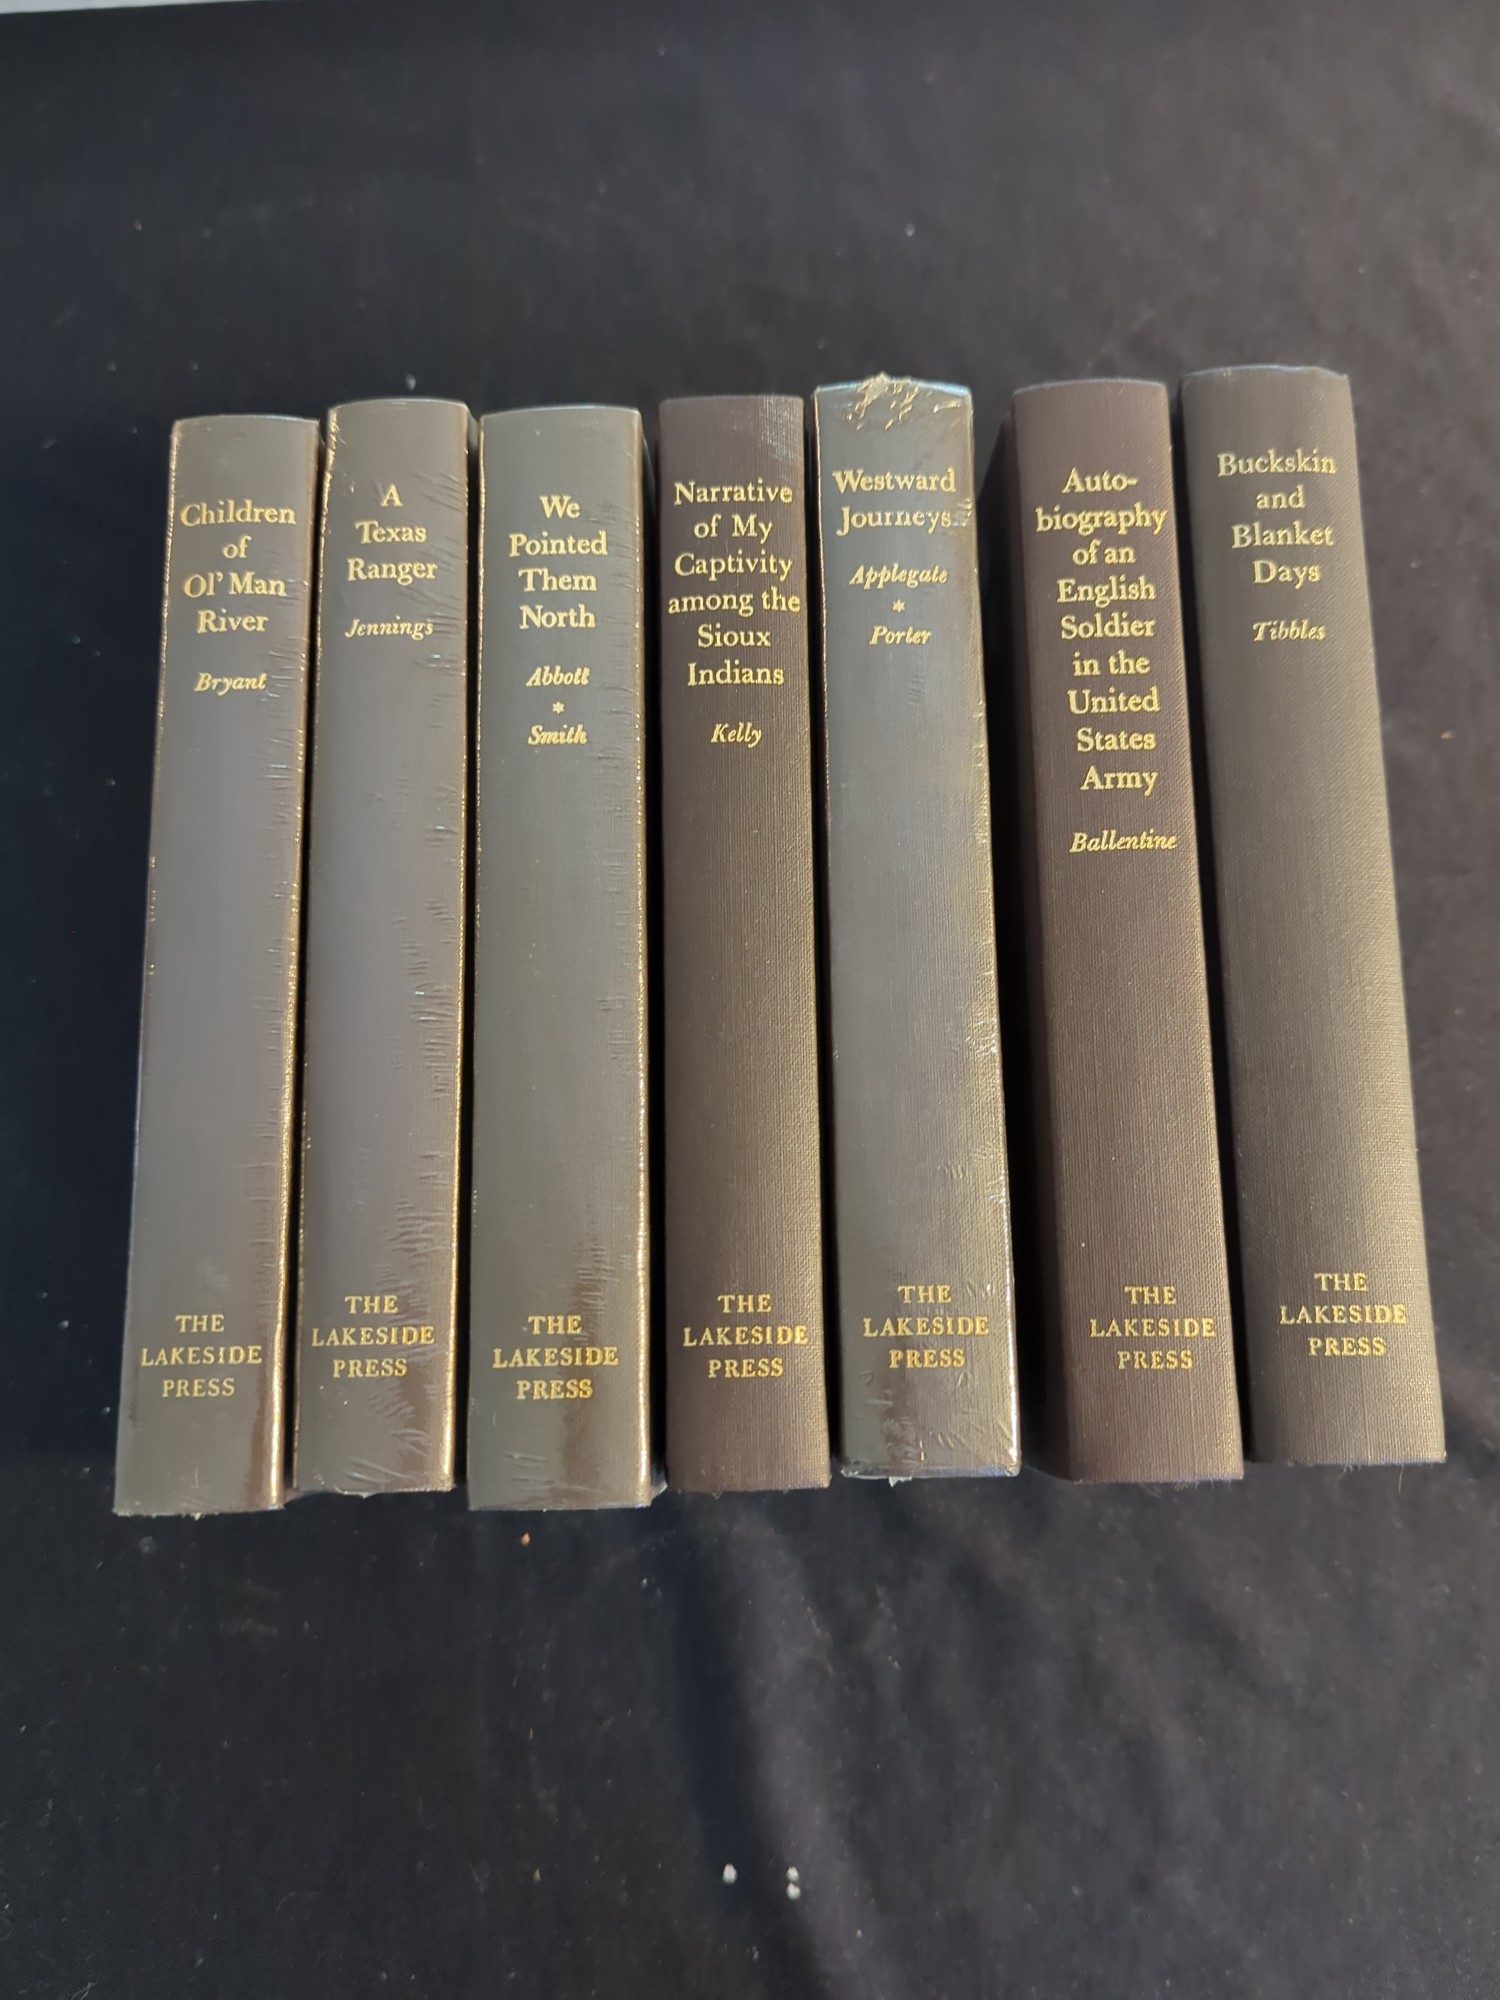 Children
of
Ol' Man
River
Bryant
THE
LAKESIDE
PRESS
A
Texas
Ranger
Jennings
THE
LAKESIDE
PRESS
We
Pointed
Them
North
Abbott
*
Smith
THE
LAKESIDE
PRESS
Narrative
of My
Captivity
among the
Sioux
Indians
Kelly
THE
LAKESIDE
PRESS
Westward
Journeys
Applegate
*
Porter
THE
LAKESIDE
PRESS
Auto-
biography
of an
English
Soldier
in the
United
States
Army
Ballentine
THE
LAKESIDE
PRESS
Buckskin
and
Blanket
Days
Tibbles
THE
LAKESIDE
PRESS